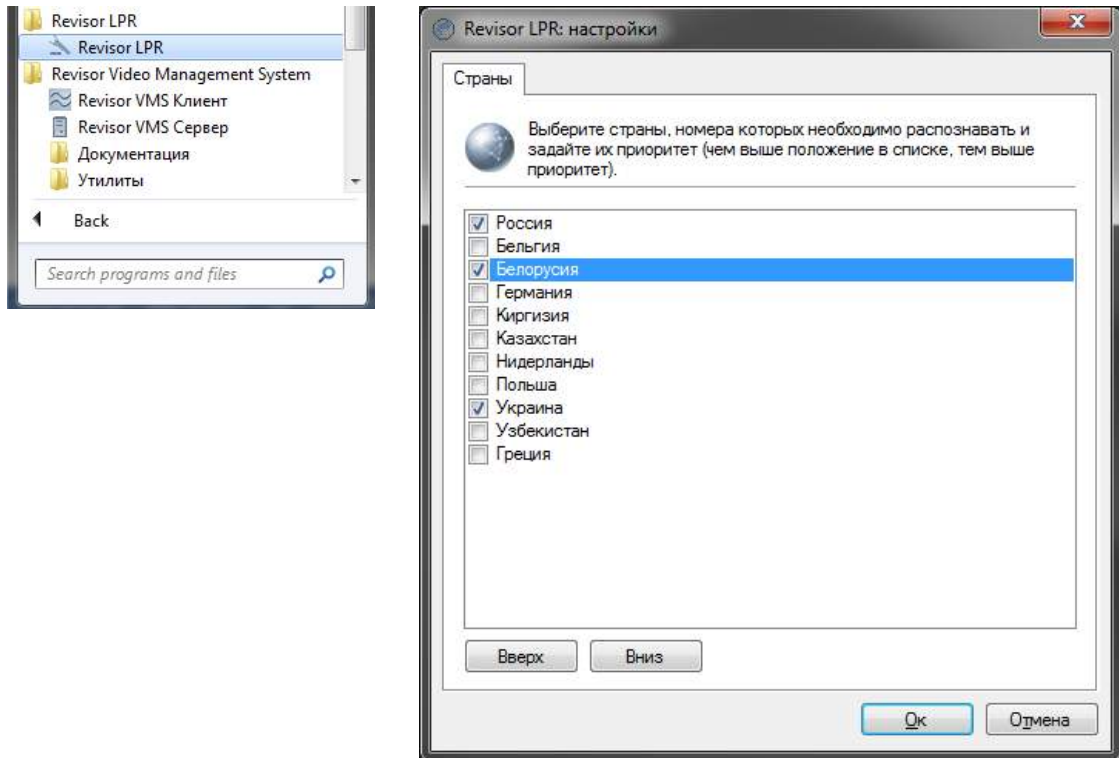 Revisor LPR
Revisor LPR
Revisor Video Management System
Revisor VMS Клиент
Revisor VMS Сервер
Документация
Утилиты
Back
Search programs and files
Revisor LPR: настройки
Страны
Выберите страны, номера которых необходимо распознавать и
задайте их приоритет (чем выше положение в списке, тем выше
приоритет).
Россия
Бельгия
Белорусия
Германия
Киргизия
Казахстан
Нидерланды
Польша
Украина
Узбекистан
Греция
Вверх
Вниз
Ок
Отмена